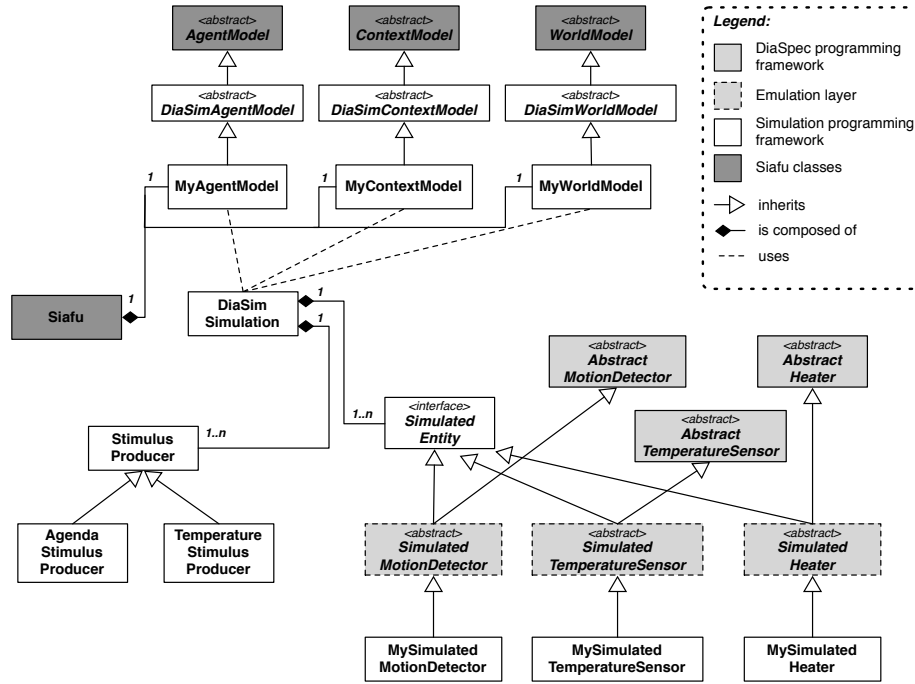 <abstract>
AgentModel
<abstract>
ContextModel
<abstract>
WorldModel
<abstract>
DiaSimAgentModel
<abstract>
DiaSimContextModel
<abstract>
DiaSimWorldModel
1
MyAgentModel
1
MyContextModel
1
MyWorldModel
Legend:
DiaSpec programming
framework
Emulation layer
Simulation programming
framework
Siafu classes
inherits
is composed of
uses
Siafu
1
DiaSim
Simulation
1
1
<abstract>
Abstract
MotionDetector
<abstract>
Abstract
Heater
<abstract>
Abstract
TemperatureSensor
1..n
<interface>
Simulated
Entity
Stimulus
Producer
1..n
Agenda
Stimulus
Producer
Temperature
Stimulus
Producer
<abstract>
Simulated
MotionDetector
<abstract>
Simulated
TemperatureSensor
<abstract>
Simulated
Heater
MySimulated
MotionDetector
MySimulated
TemperatureSensor
MySimulated
Heater